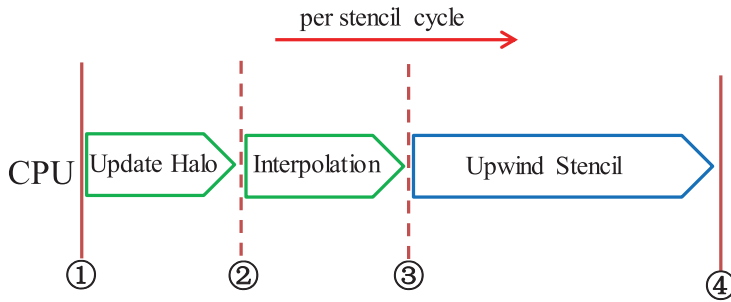 per stencil cycle
CPU
Update Halo
Interpolation
Upwind Stencil
①
②
③
④